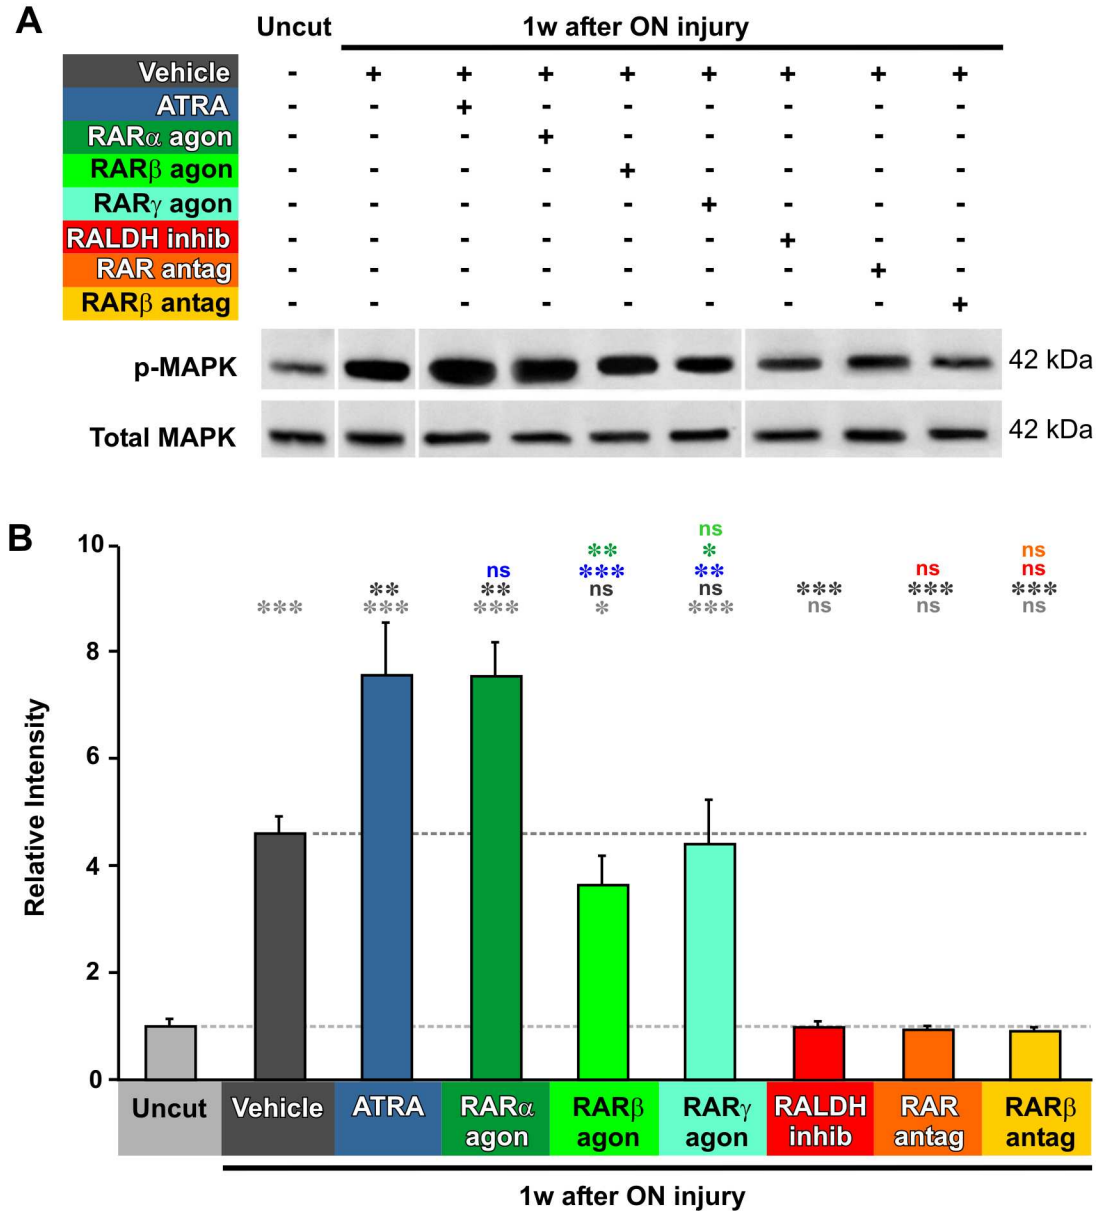 A
Uncut 1w after ON injury
Vehicle - + + + + + + + +
ATRA - - + - - - - - -
RARα agon - - - + - - - - -
RARβ agon - - - - + - - - -
RARγ agon - - - - - + - - -
RALDH inhib - - - - - - + - -
RAR antag - - - - - - - + -
RARβ antag - - - - - - - - +
p-MAPK 42 kDa
Total MAPK 42 kDa
B
Relative Intensity
10
8
6
4
2
0
ns
** * ns
ns *** ** ns ns
** ** ns ns *** *** ***
*** *** *** * *** ns ns ns
Uncut Vehicle ATRA RARα RARβ RARγ RALDH RAR RARβ
agon agon agon inhib antag antag
1w after ON injury